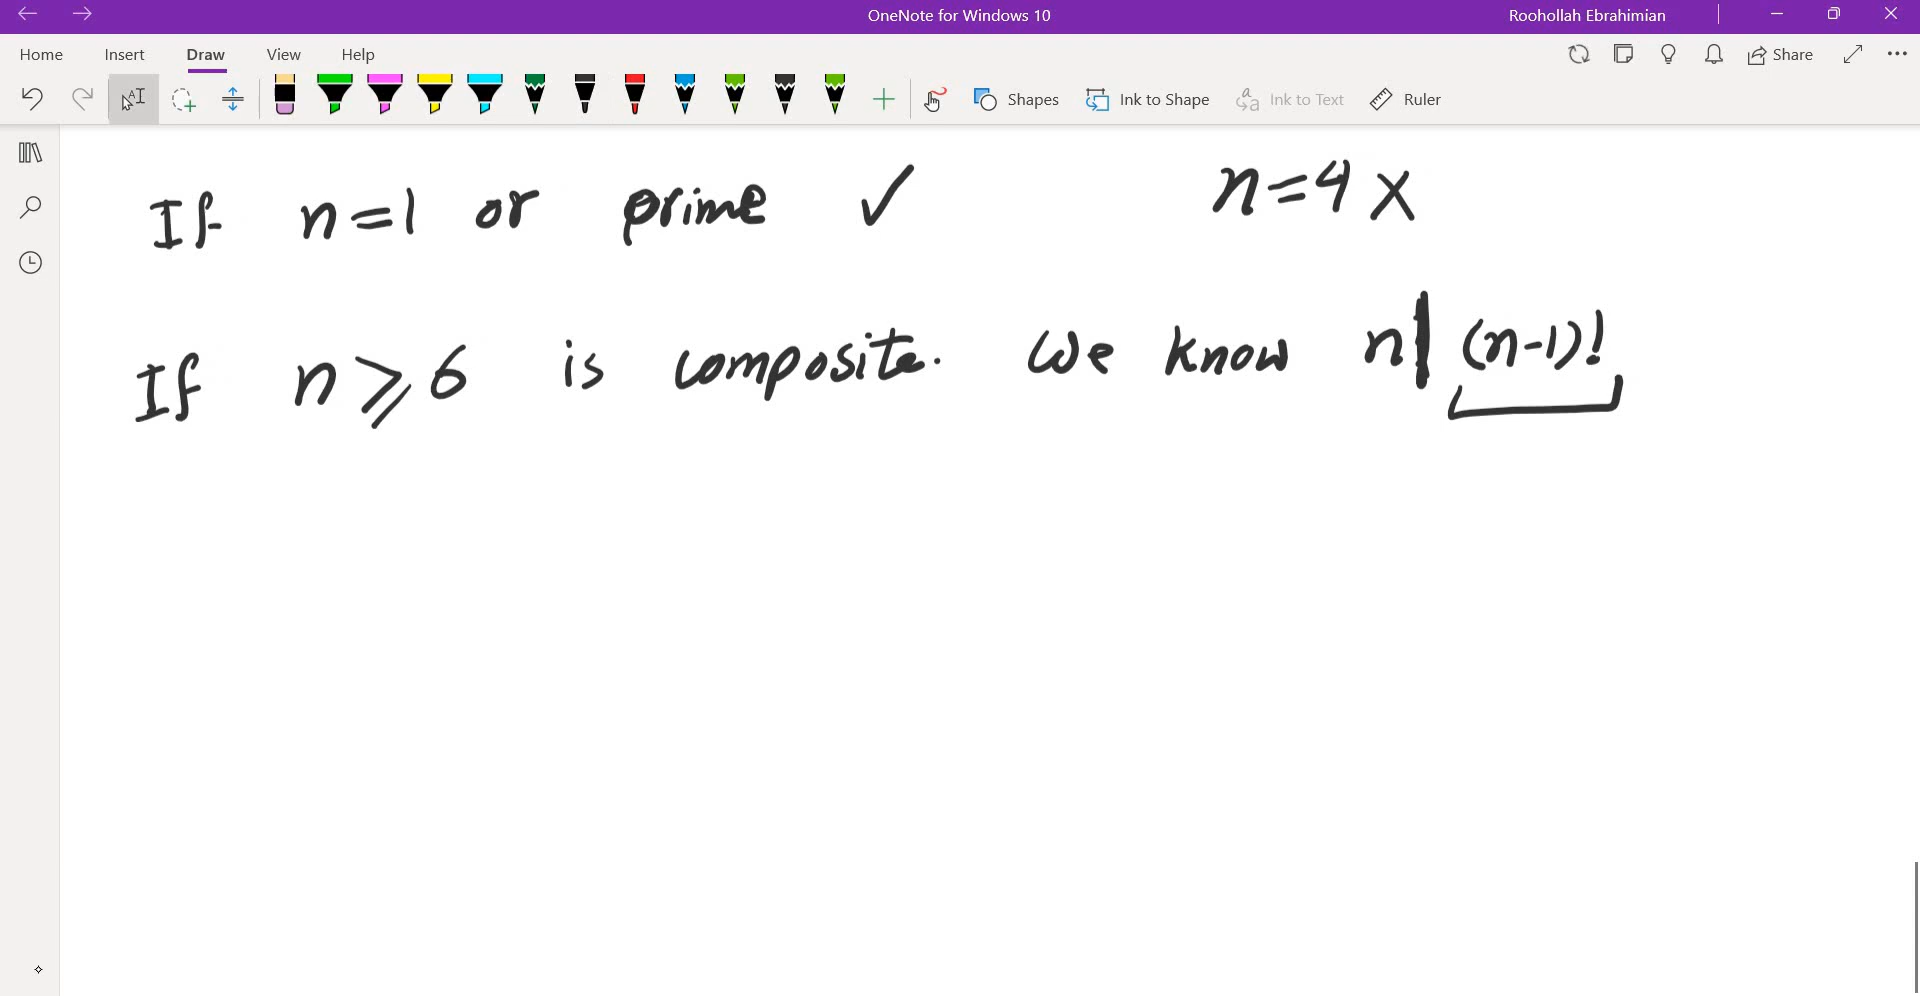 OneNote for Windows 10 Roohollah Ebrahimian
Home Insert Draw View Help Share
Shapes Ink to Shape Ink to Text Ruler
If n=1 or prime ✓ n=4 ×
If n⩾6 is composite. We know n|(n-1)!